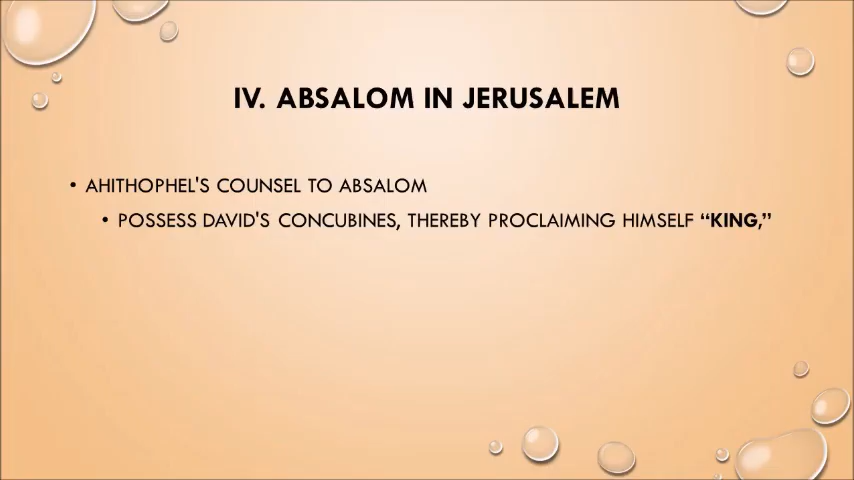 IV. ABSALOM IN JERUSALEM
• AHITHOPHEL'S COUNSEL TO ABSALOM
• POSSESS DAVID'S CONCUBINES, THEREBY PROCLAIMING HIMSELF “KING,”